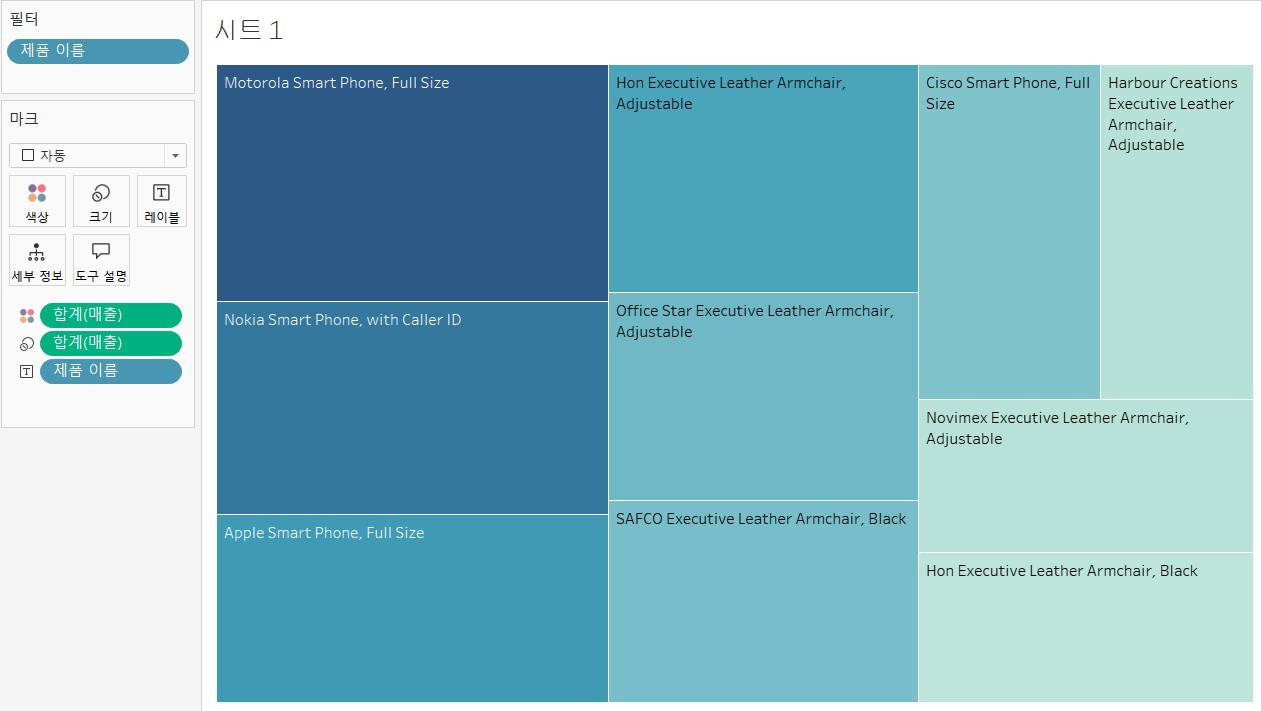 필터
제품 이름
마크
자동
색상
크기
레이블
세부 정보
도구 설명
합계(매출)
합계(매출)
제품 이름
시트 1
Motorola Smart Phone, Full Size
Nokia Smart Phone, with Caller ID
Apple Smart Phone, Full Size
Hon Executive Leather Armchair,
Adjustable
Office Star Executive Leather Armchair,
Adjustable
SAFCO Executive Leather Armchair, Black
Cisco Smart Phone, Full
Size
Harbour Creations
Executive Leather
Armchair,
Adjustable
Novimex Executive Leather Armchair,
Adjustable
Hon Executive Leather Armchair, Black